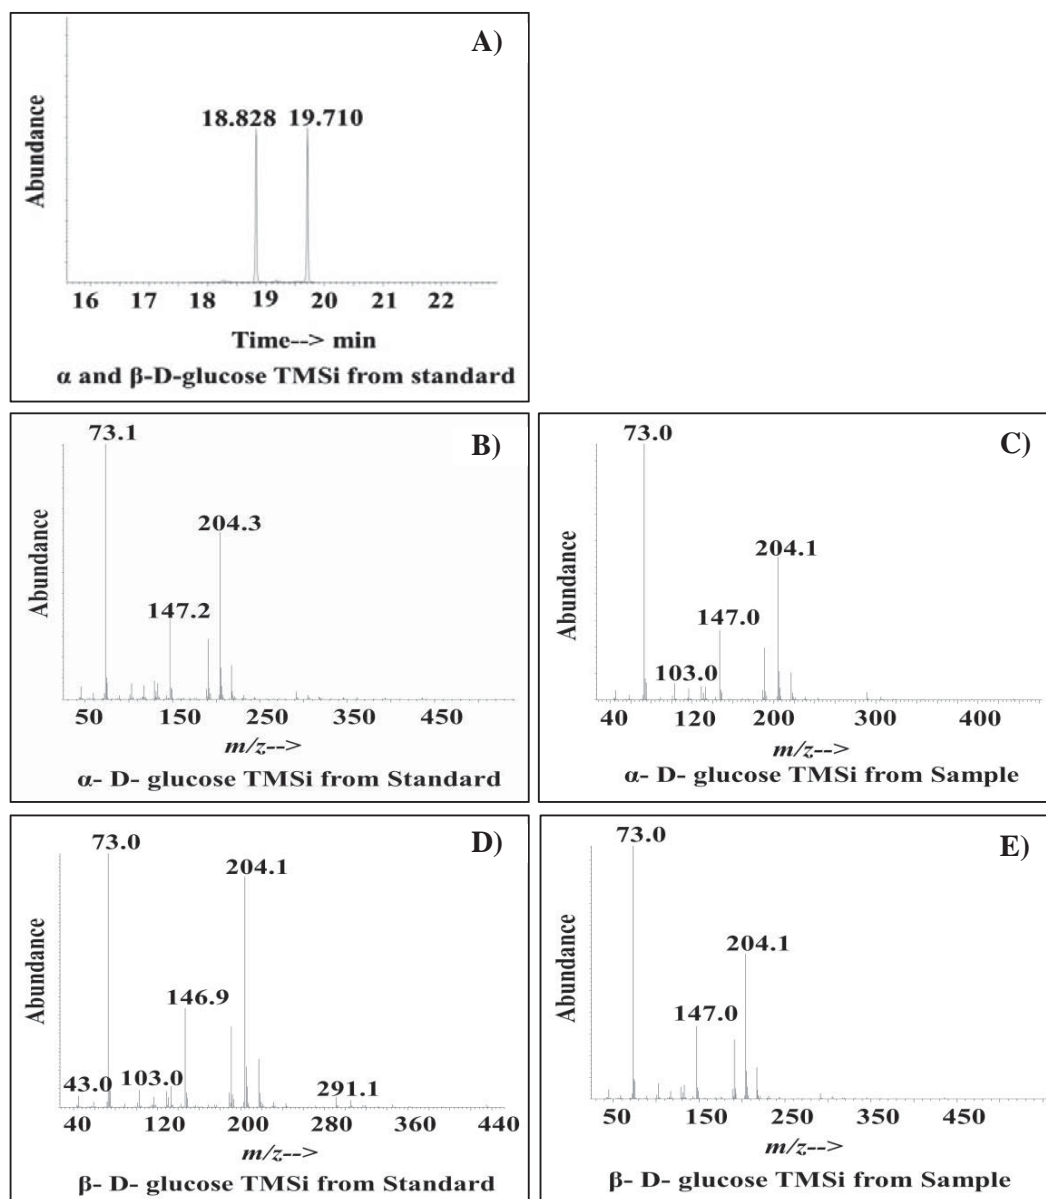 A)
Abundance
18.828 19.710
16 17 18 19 20 21 22
Time--> min
α and β-D-glucose TMSi from standard
B)
Abundance
73.1
204.3
147.2
50 150 250 350 450
m/z-->
α- D- glucose TMSi from Standard
C)
Abundance
73.0
204.1
147.0
103.0
40 120 200 300 400
m/z-->
α- D- glucose TMSi from Sample
D)
Abundance
73.0
204.1
146.9
43.0 103.0 291.1
40 120 200 280 360 440
m/z-->
β- D- glucose TMSi from Standard
E)
Abundance
73.0
204.1
147.0
50 150 250 350 450
m/z-->
β- D- glucose TMSi from Sample